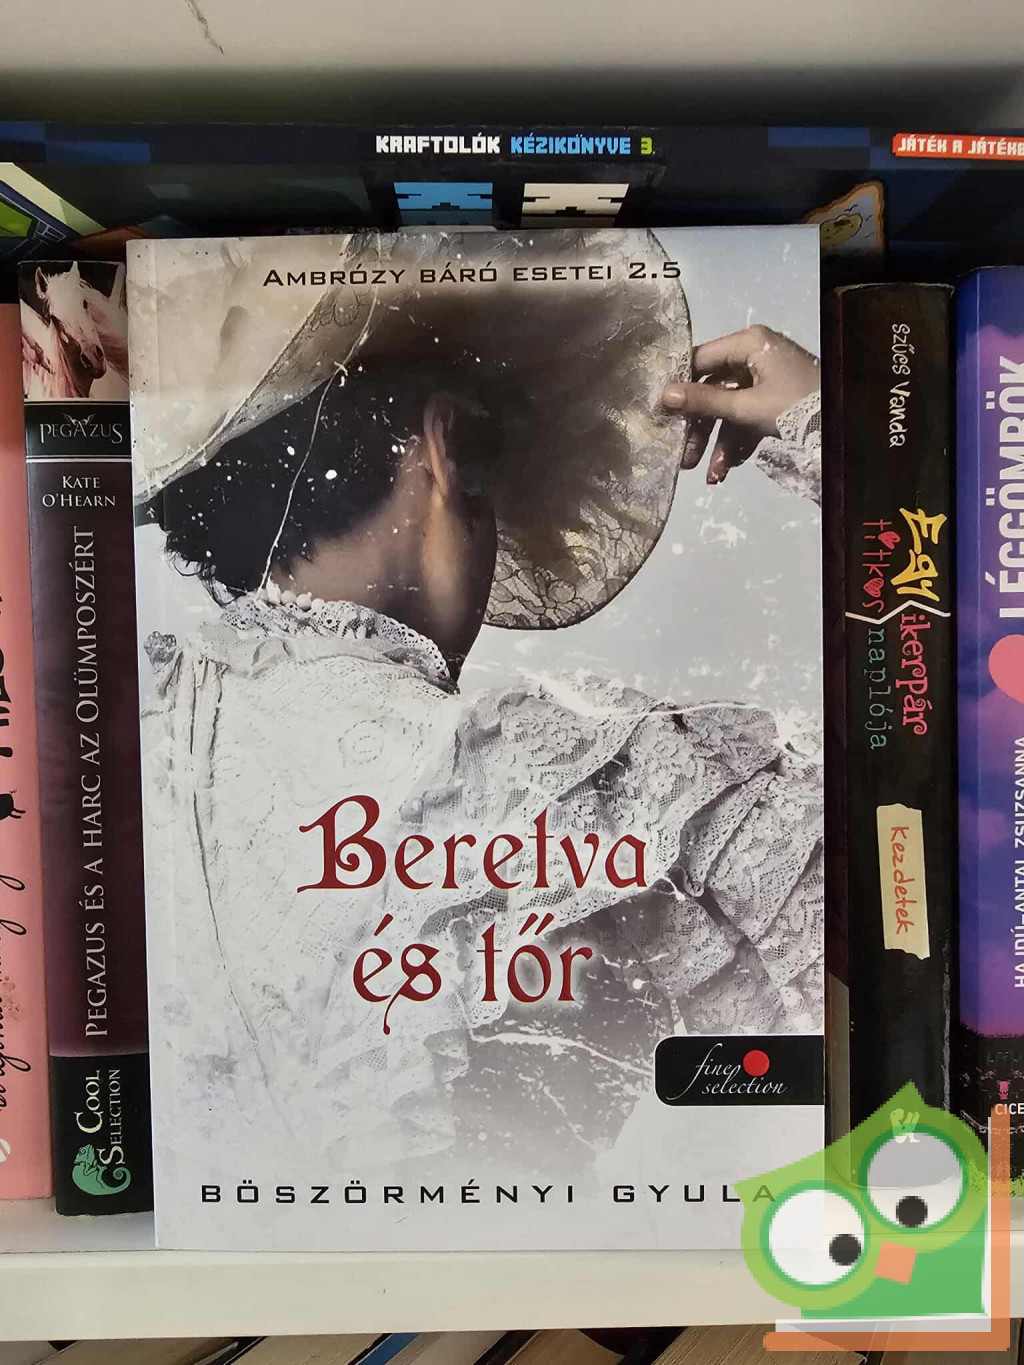 KRAFTOLÓK KÉZIKÖNYVE 3.
JÁTÉK A
AMBRÓZY BÁRÓ ESETEI 2.5
Beretva
és tőr
fine
selection
BÖSZÖRMÉNYI GYULA
PEGAZUS
KATE
O'HEARN
PEGAZUS ÉS A HARC AZ OLÜMPOSZÉRT
COOL
SELECTION
SZŰCS Vanda
Egy ikerpár
titkos naplója
kezdetek
LÉGGÖMBÖK
HAJDÚ-ANTAL ZSUZSANNA